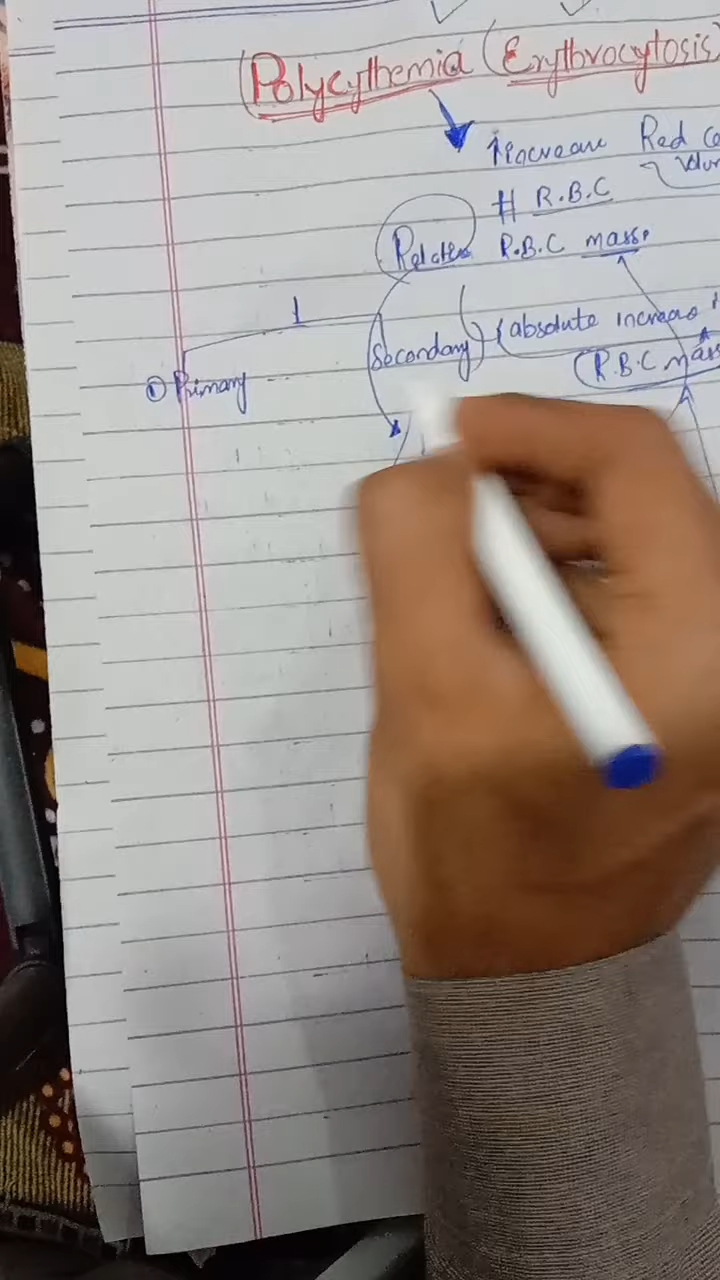 (Polycythemia (Erythrocytosis)
Increase Red
# R.B.C
Relative R.B.C mass.
1
Secondary) (absolute increase
(R.B.C mass
① Primary